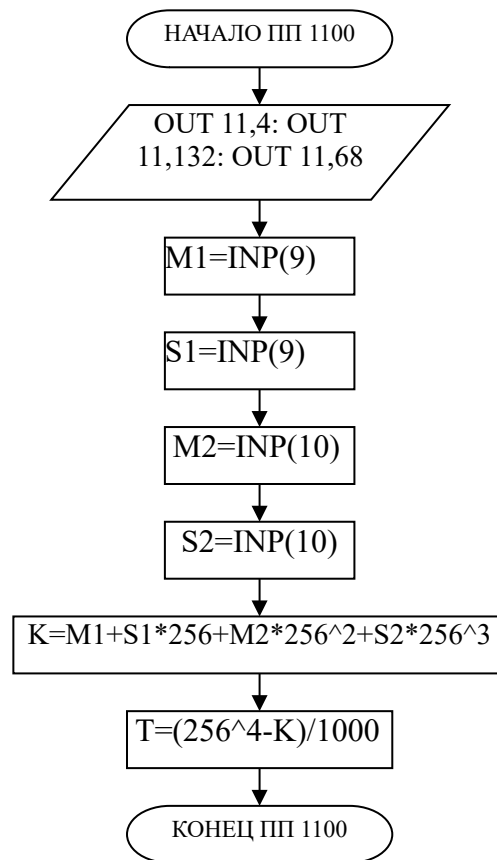 НАЧАЛО ПП 1100
OUT 11,4: OUT
11,132: OUT 11,68
M1=INP(9)
S1=INP(9)
M2=INP(10)
S2=INP(10)
K=M1+S1*256+M2*256^2+S2*256^3
T=(256^4-K)/1000
КОНЕЦ ПП 1100